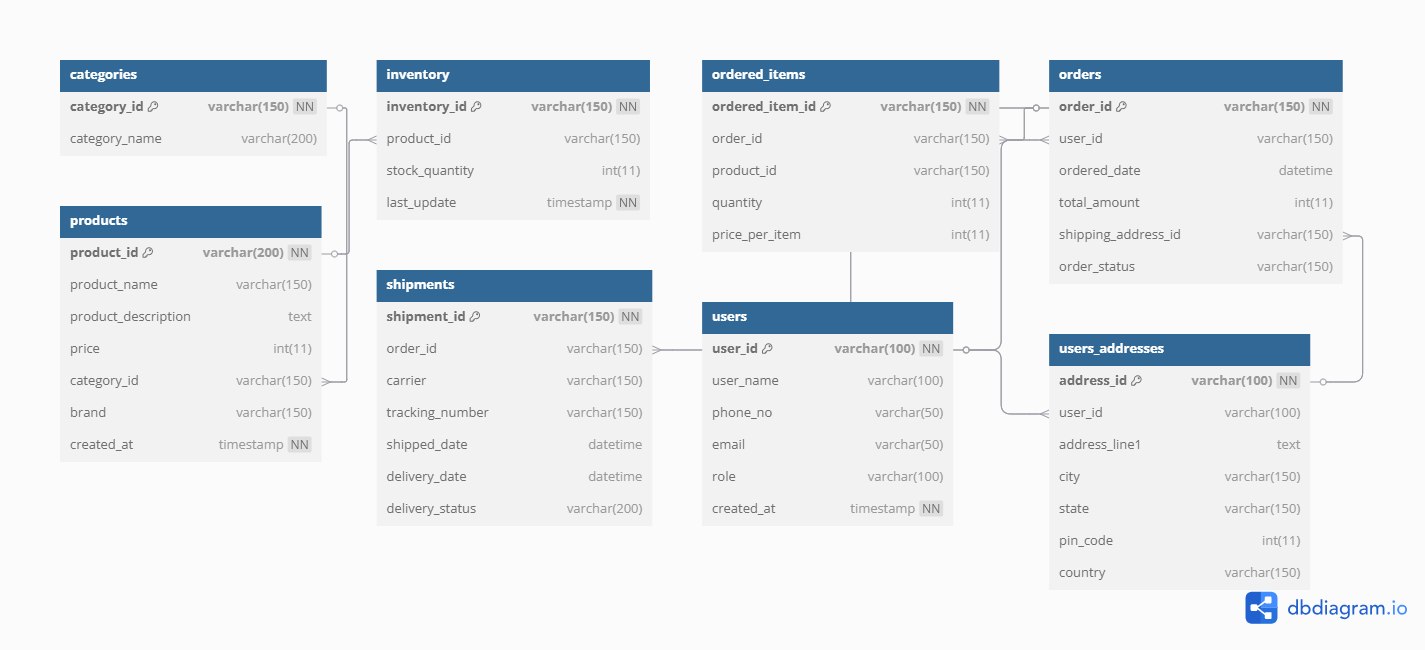 categories
category_id varchar(150) NN
category_name varchar(200)
products
product_id varchar(200) NN
product_name varchar(150)
product_description text
price int(11)
category_id varchar(150)
brand varchar(150)
created_at timestamp NN
inventory
inventory_id varchar(150) NN
product_id varchar(150)
stock_quantity int(11)
last_update timestamp NN
shipments
shipment_id varchar(150) NN
order_id varchar(150)
carrier varchar(150)
tracking_number varchar(150)
shipped_date datetime
delivery_date datetime
delivery_status varchar(200)
ordered_items
ordered_item_id varchar(150) NN
order_id varchar(150)
product_id varchar(150)
quantity int(11)
price_per_item int(11)
users
user_id varchar(100) NN
user_name varchar(100)
phone_no varchar(50)
email varchar(50)
role varchar(100)
created_at timestamp NN
orders
order_id varchar(150) NN
user_id varchar(150)
ordered_date datetime
total_amount int(11)
shipping_address_id varchar(150)
order_status varchar(150)
users_addresses
address_id varchar(100) NN
user_id varchar(100)
address_line1 text
city varchar(150)
state varchar(150)
pin_code int(11)
country varchar(150)
dbdiagram.io